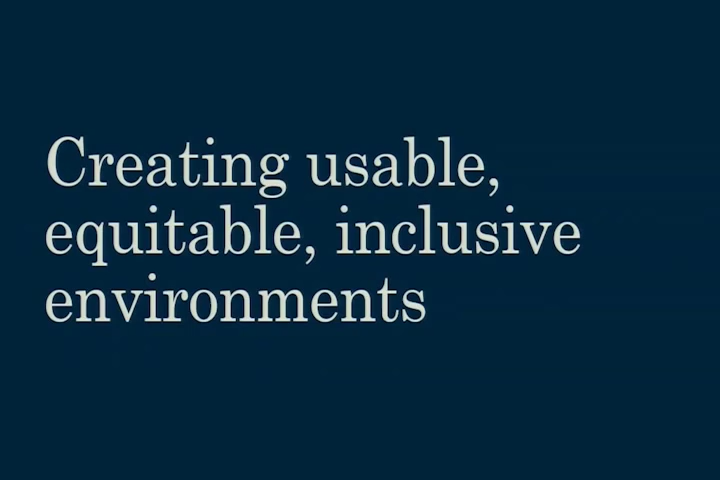 Creating usable,
equitable, inclusive
environments